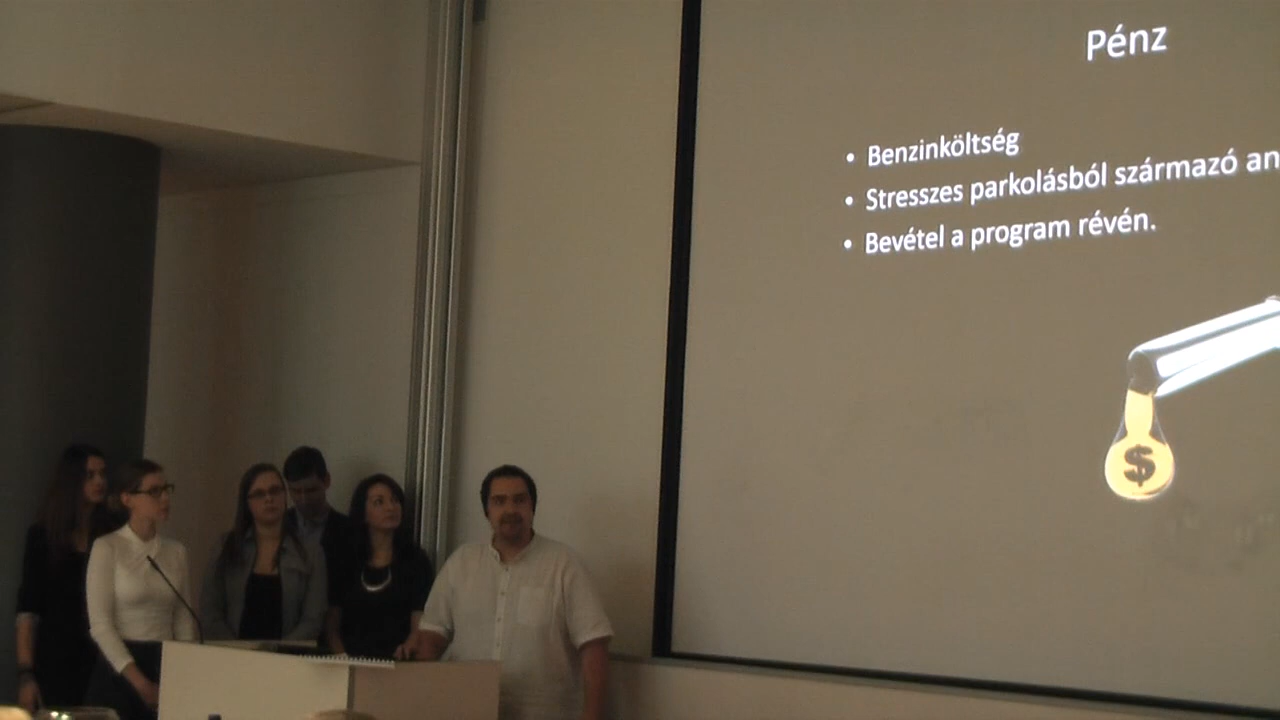 Pénz
• Benzinköltség
• Stresszes parkolásból származó an
• Bevétel a program révén.
$